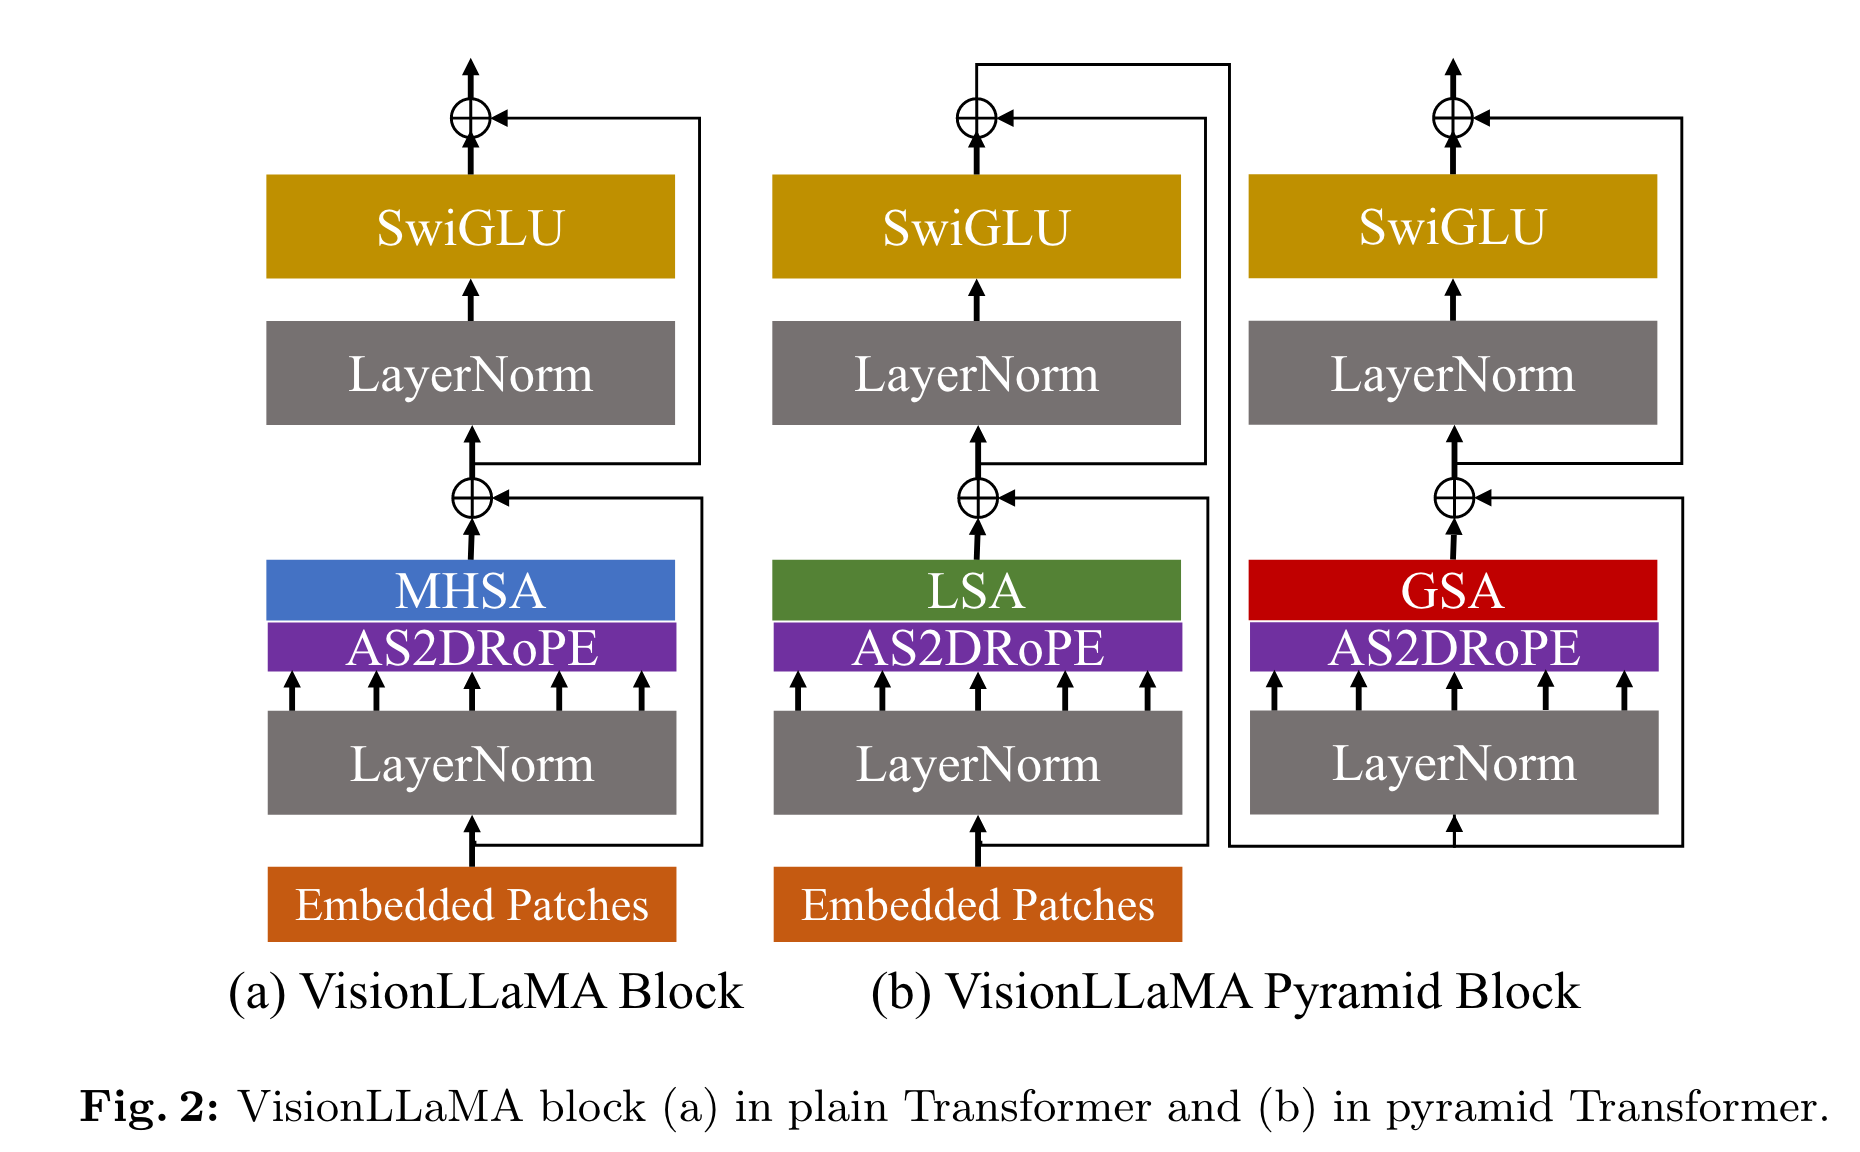 SwiGLU
LayerNorm
MHSA
AS2DRoPE
LayerNorm
Embedded Patches
(a) VisionLLaMA Block
SwiGLU
LayerNorm
LSA
AS2DRoPE
LayerNorm
Embedded Patches
SwiGLU
LayerNorm
GSA
AS2DRoPE
LayerNorm
(b) VisionLLaMA Pyramid Block
Fig. 2: VisionLLaMA block (a) in plain Transformer and (b) in pyramid Transformer.